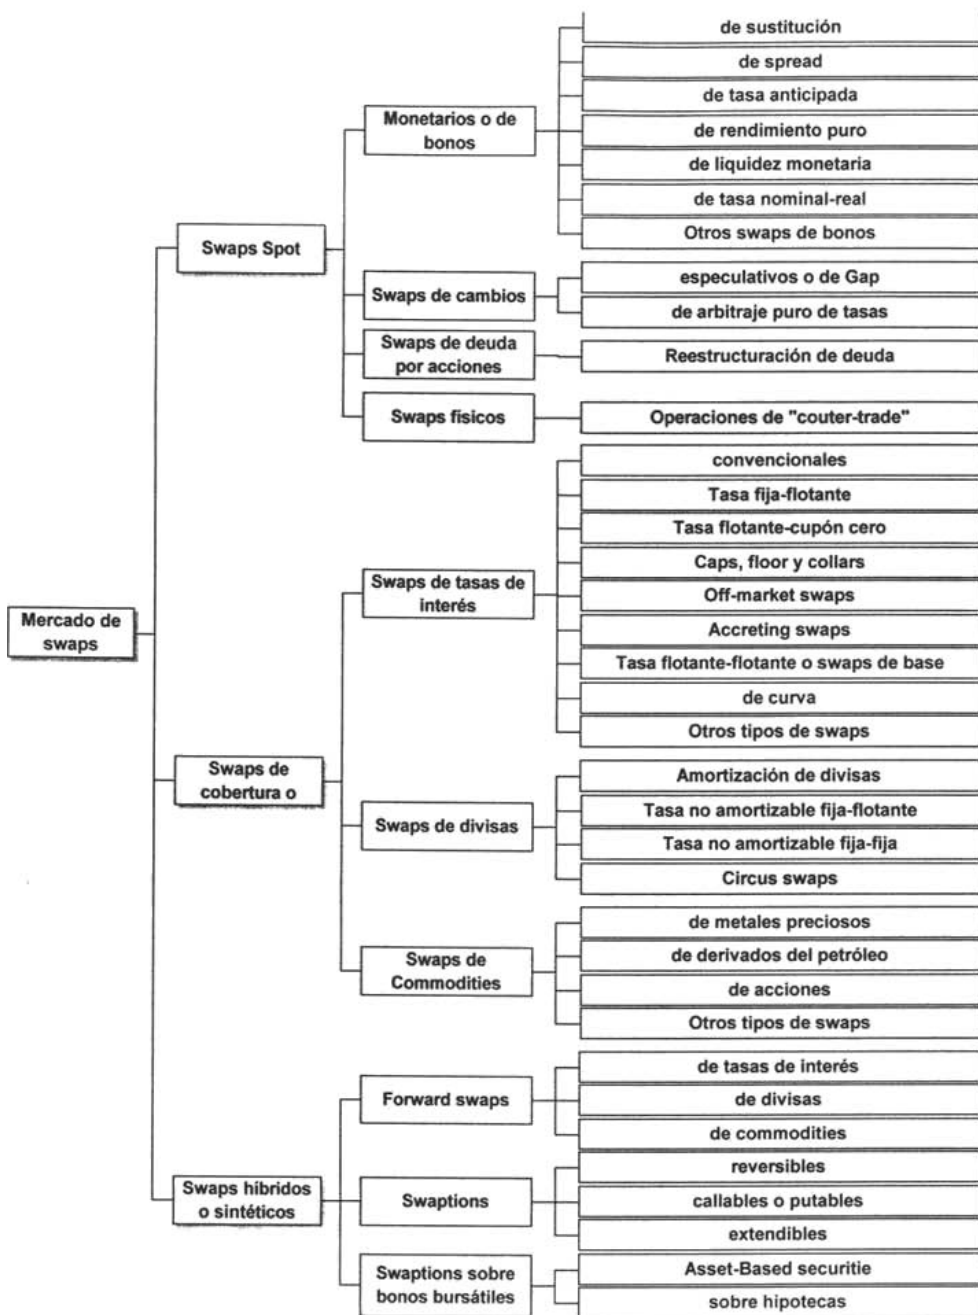 Mercado de
swaps
Swaps Spot
Monetarios o de
bonos
de sustitución
de spread
de tasa anticipada
de rendimiento puro
de liquidez monetaria
de tasa nominal-real
Otros swaps de bonos
Swaps de cambios
especulativos o de Gap
de arbitraje puro de tasas
Swaps de deuda
por acciones
Reestructuración de deuda
Swaps físicos
Operaciones de "couter-trade"
Swaps de
cobertura o
Swaps de tasas de
interés
convencionales
Tasa fija-flotante
Tasa flotante-cupón cero
Caps, floor y collars
Off-market swaps
Accreting swaps
Tasa flotante-flotante o swaps de base
de curva
Otros tipos de swaps
Swaps de divisas
Amortización de divisas
Tasa no amortizable fija-flotante
Tasa no amortizable fija-fija
Circus swaps
Swaps de
Commodities
de metales preciosos
de derivados del petróleo
de acciones
Otros tipos de swaps
Swaps híbridos
o sintéticos
Forward swaps
de tasas de interés
de divisas
de commodities
Swaptions
reversibles
callables o putables
extendibles
Swaptions sobre
bonos bursátiles
Asset-Based securitie
sobre hipotecas